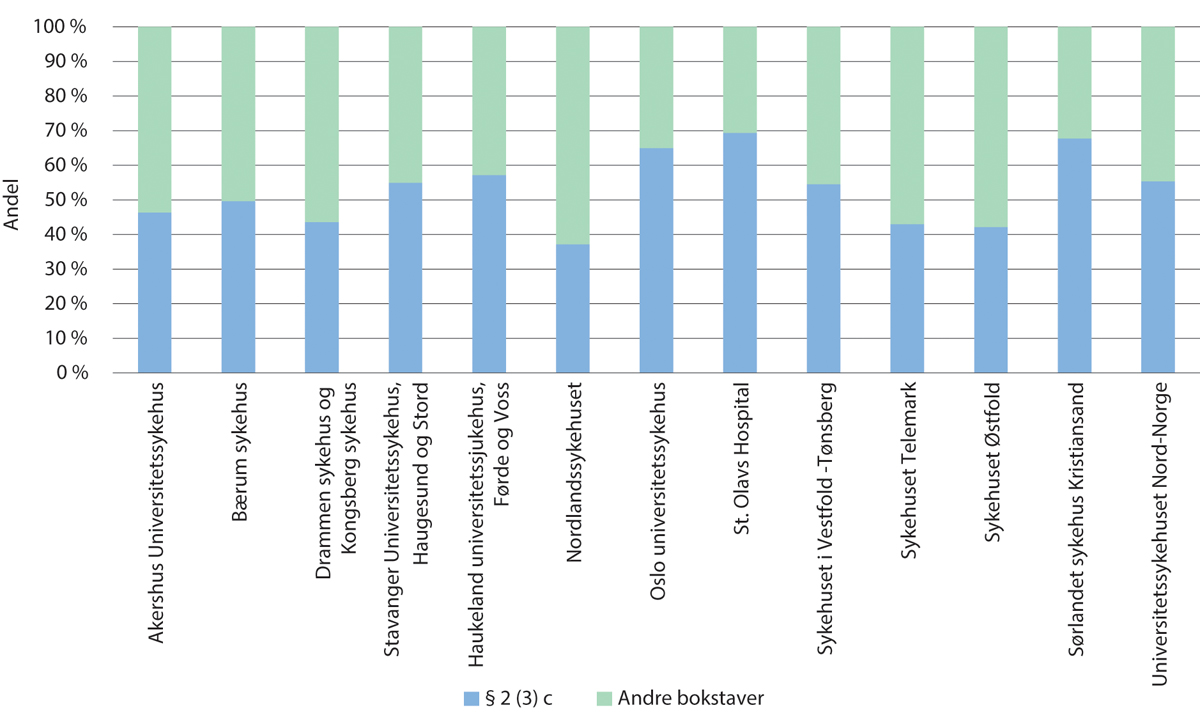 100 %
90 %
80 %
70 %
60 %
50 %
40 %
30 %
20 %
10 %
0 %
Andel
Akershus Universitetssykehus
Bærum sykehus
Drammen sykehus og
Kongsberg sykehus
Stavanger Universitetssykehus,
Haugesund og Stord
Haukeland universitetssjukehus,
Førde og Voss
Nordlandssykehuset
Oslo universitetssykehus
St. Olavs Hospital
Sykehuset i Vestfold -Tønsberg
Sykehuset Telemark
Sykehuset Østfold
Sørlandet sykehus Kristiansand
Universitetssykehuset Nord-Norge
§ 2 (3) c
Andre bokstaver